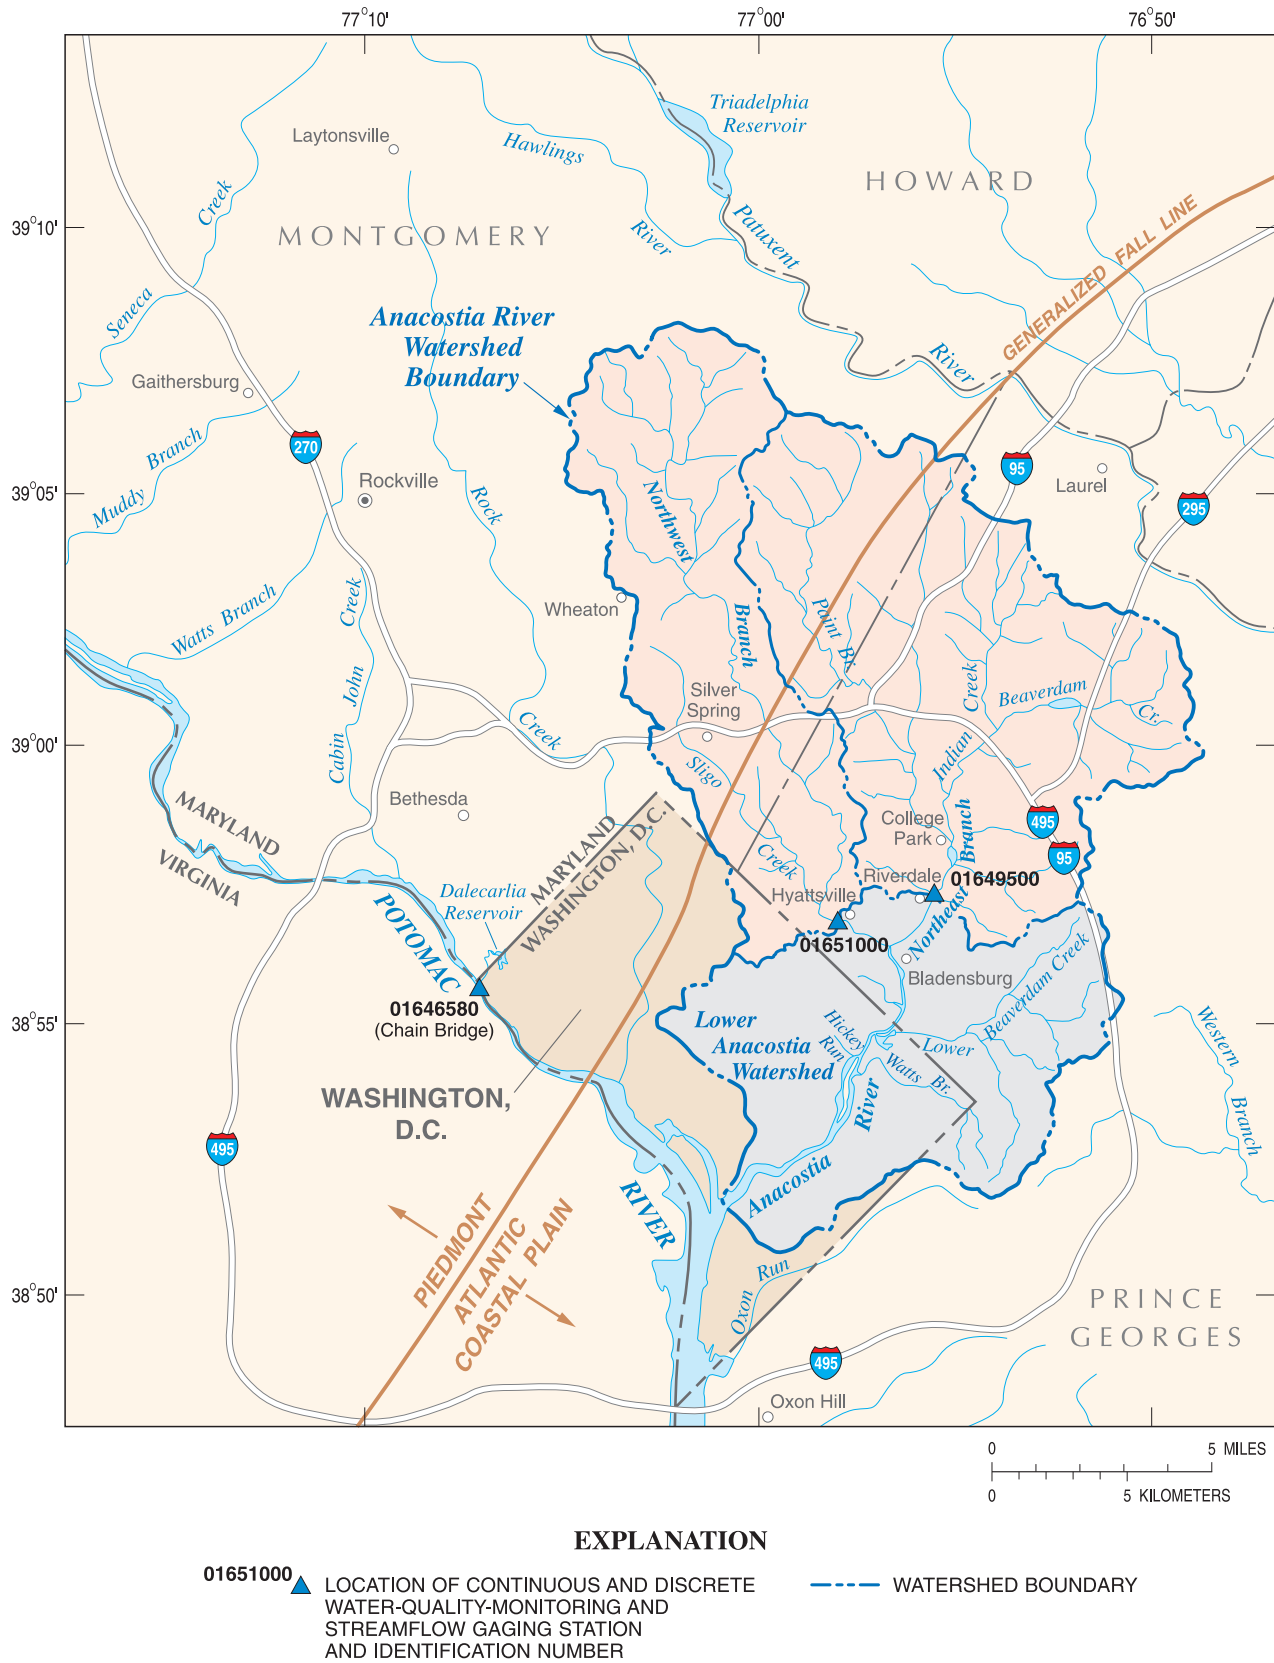 77°10'
77°00'
76°50'
Triadelphia
Reservoir
Laytonsville
Hawlings
River
HOWARD
Creek
39°10'
MONTGOMERY
Patuxent
River
GENERALIZED FALL LINE
Seneca
Anacostia River
Watershed
Boundary
Gaithersburg
Muddy
Branch
270
95
Laurel
295
39°05'
Rockville
Rock
Northwest
Branch
Wheaton
Paint Br.
Watts Branch
Creek
John
Cabin
Silver
Spring
Creek
Beaverdam
Cr.
39°00'
Creek
Sligo
Indian
Bethesda
MARYLAND
VIRGINIA
MARYLAND
WASHINGTON, D.C.
College
Park
Branch
495
95
Creek
Riverdale
01649500
Hyattsville
Northeast
Dalecarlia
Reservoir
POTOMAC
01651000
Bladensburg
01646580
(Chain Bridge)
38°55'
Lower
Anacostia
Watershed
Hickey
Run
Lower
Beaverdam Creek
Watts Br.
River
Western
Branch
WASHINGTON,
D.C.
495
Anacostia
RIVER
PIEDMONT
ATLANTIC
COASTAL PLAIN
Oxon
Run
38°50'
PRINCE
GEORGES
495
Oxon Hill
0
5 MILES
0
5 KILOMETERS
EXPLANATION
01651000
LOCATION OF CONTINUOUS AND DISCRETE
WATER-QUALITY-MONITORING AND
STREAMFLOW GAGING STATION
AND IDENTIFICATION NUMBER
WATERSHED BOUNDARY